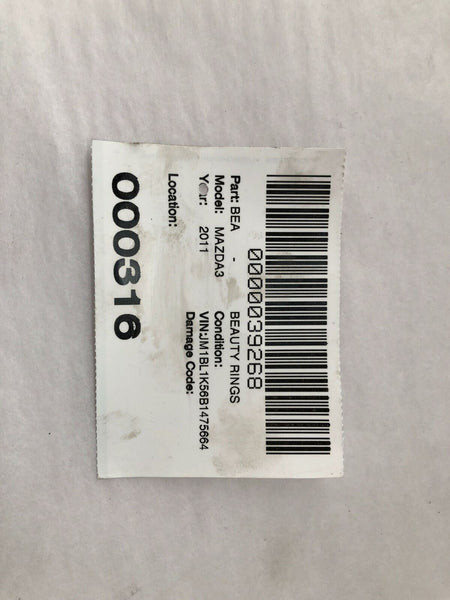 0000039268
Part: BEA - BEAUTY RINGS
Model: MAZDA3 Condition:
Year: 2011 VIN:JM1BL1K56B1475664
Damage Code:
Location:
000316